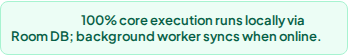 100% core execution runs locally via
Room DB; background worker syncs when online.